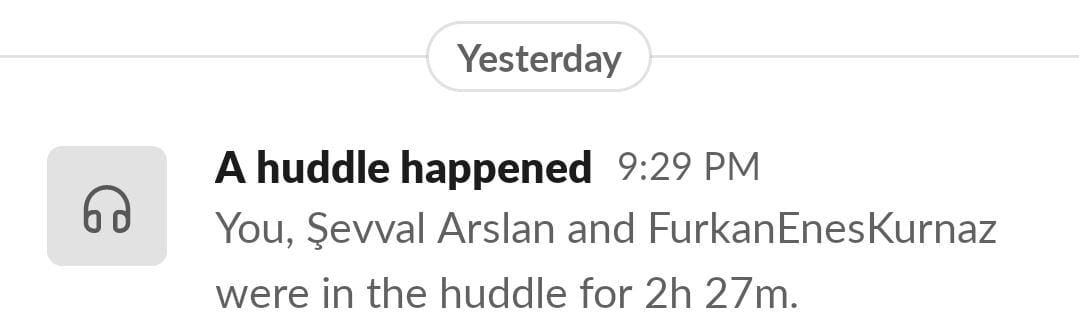 Yesterday
A huddle happened 9:29 PM
You, Şevval Arslan and FurkanEnesKurnaz
were in the huddle for 2h 27m.